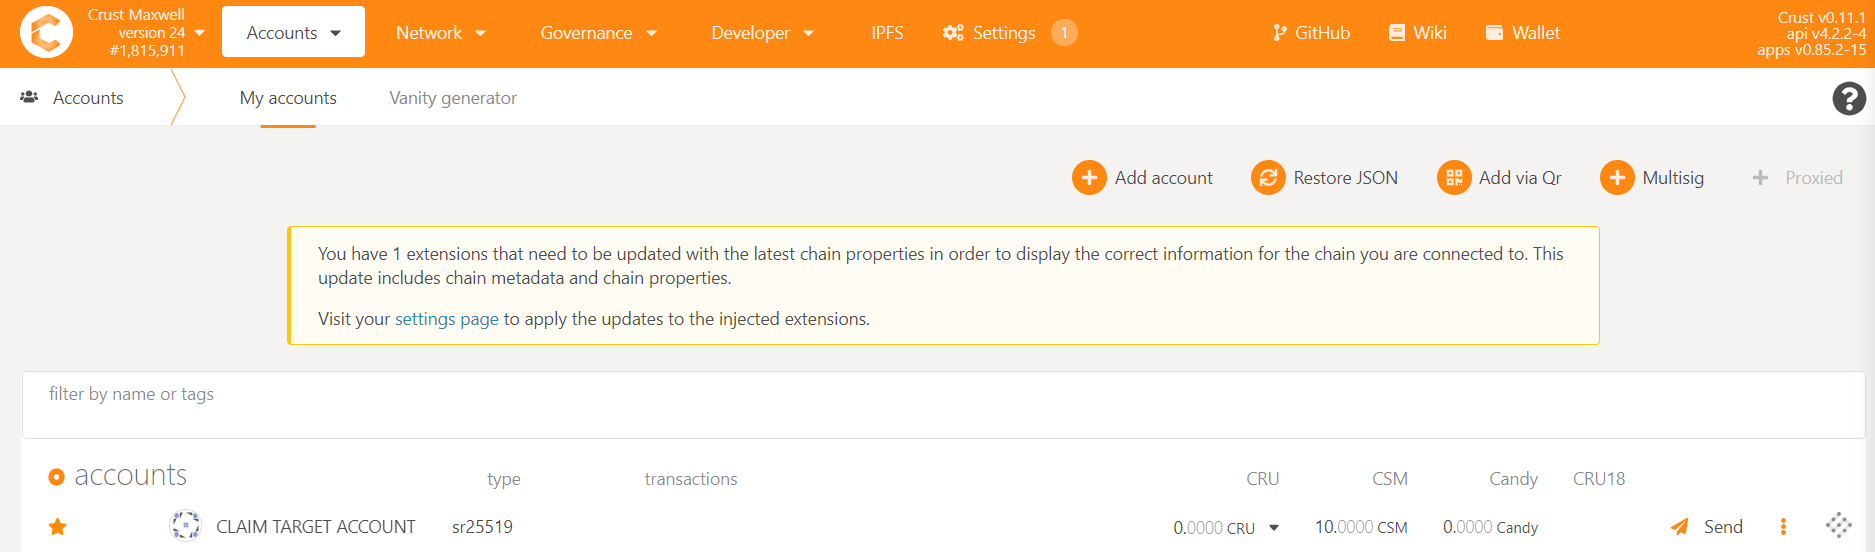 Crust Maxwell
version 24
#1,815,911
Accounts
Network
Governance
Developer
IPFS
Settings
1
GitHub
Wiki
Wallet
Crust v0.11.1
api v4.2.2-4
apps v0.85.2-15
Accounts
My accounts
Vanity generator
Add account
Restore JSON
Add via Qr
Multisig
Proxied
You have 1 extensions that need to be updated with the latest chain properties in order to display the correct information for the chain you are connected to. This
update includes chain metadata and chain properties.
Visit your settings page to apply the updates to the injected extensions.
filter by name or tags
accounts type transactions CRU CSM Candy CRU18
CLAIM TARGET ACCOUNT sr25519 0.0000 CRU 10.0000 CSM 0.0000 Candy Send